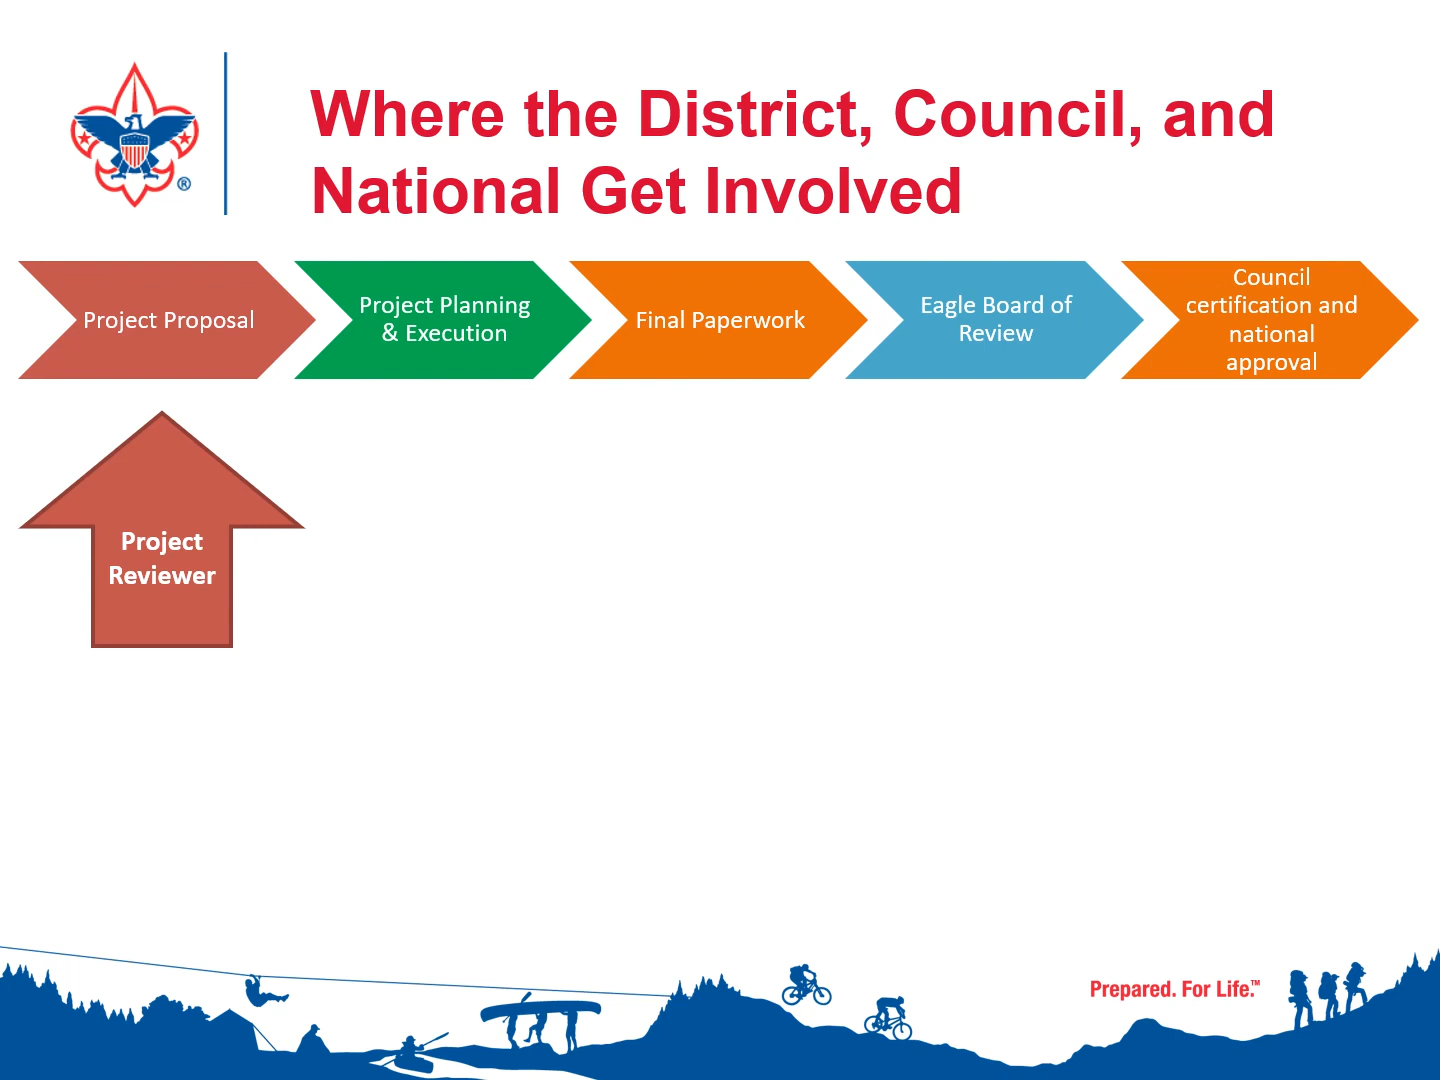 Where the District, Council, and
National Get Involved
Project Proposal
Project Planning
& Execution
Final Paperwork
Eagle Board of
Review
Council
certification and
national
approval
Project
Reviewer
®
Prepared. For Life.™